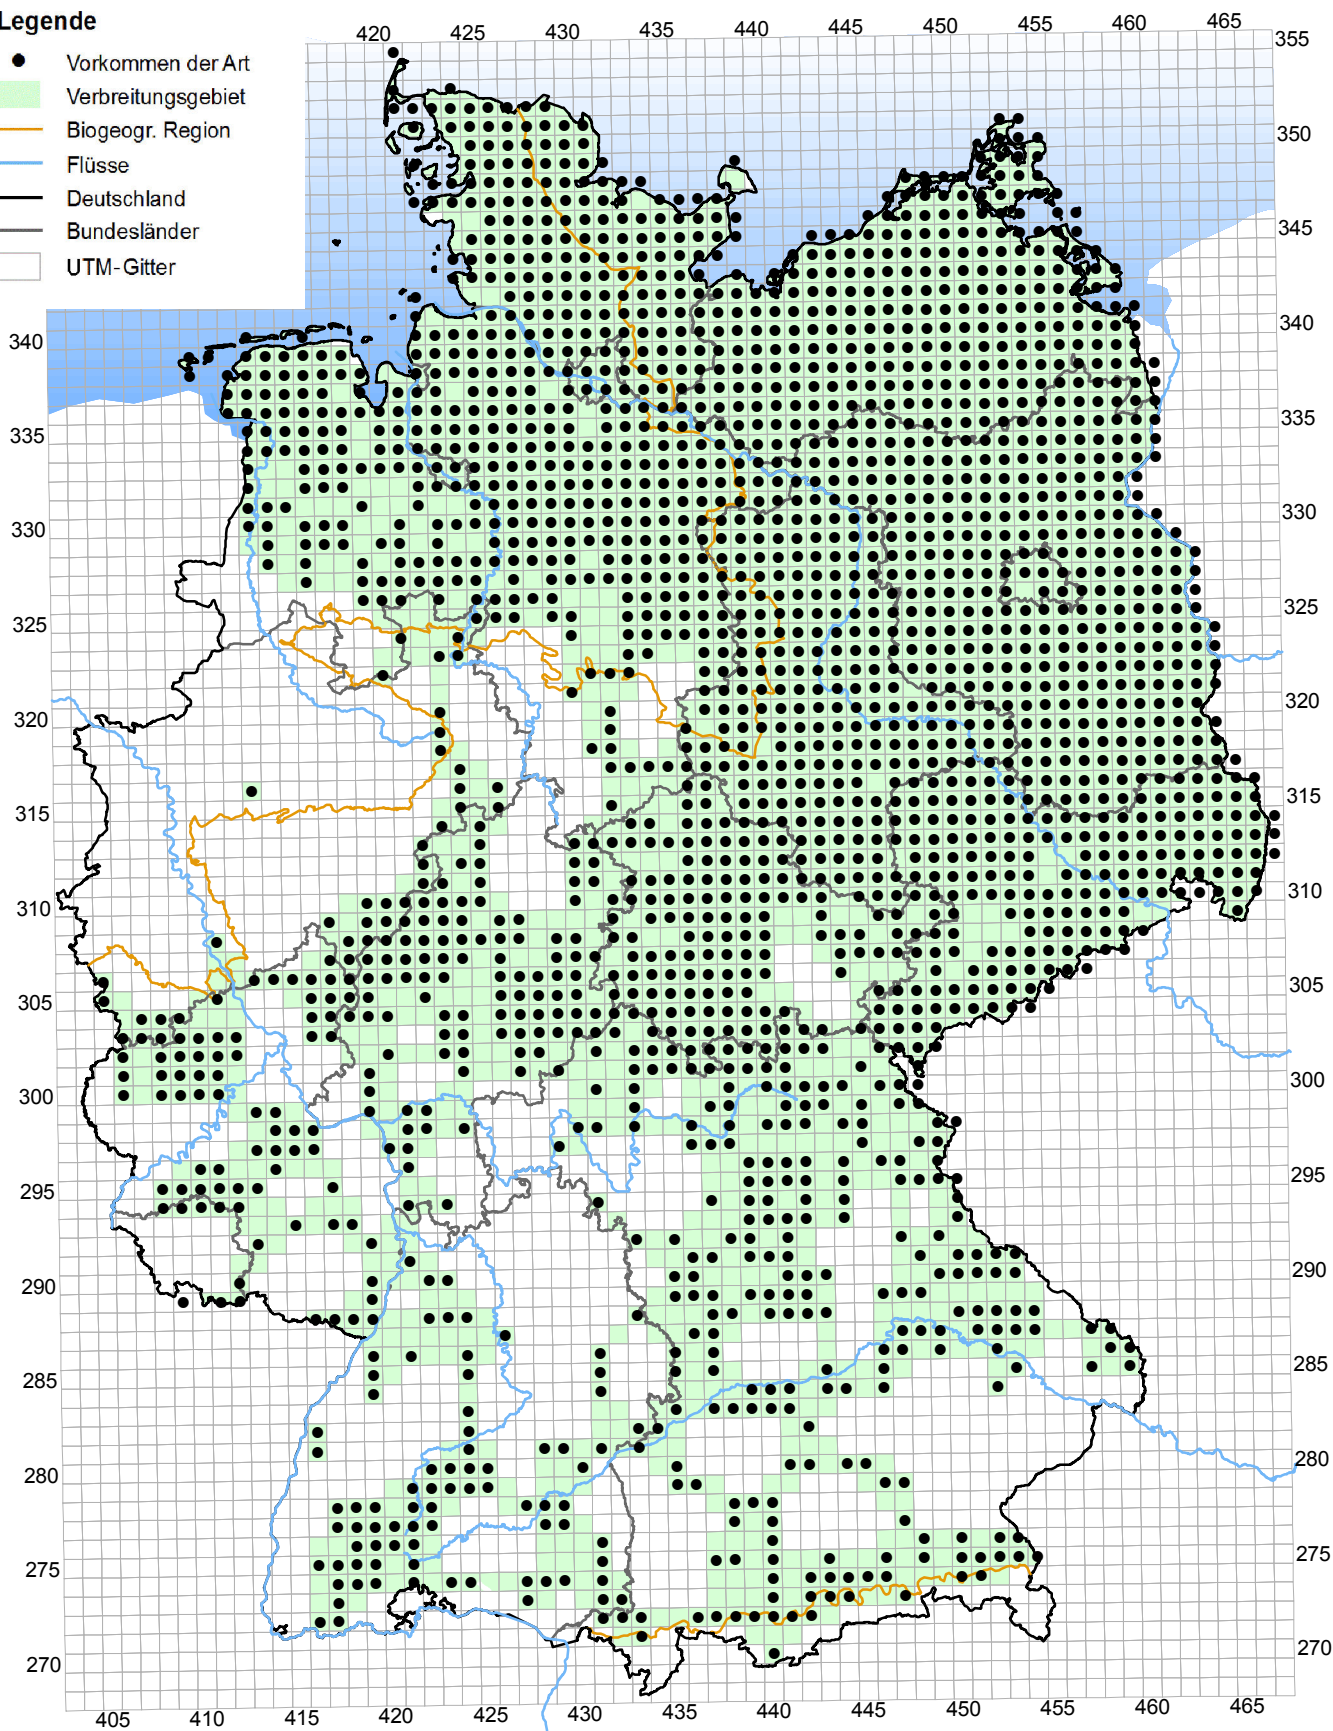 Legende
Vorkommen der Art
Verbreitungsgebiet
Biogeogr. Region
Flüsse
Deutschland
Bundesländer
UTM-Gitter
420 425 430 435 440 445 450 455 460 465
355
350
345
340 340
335 335
330 330
325 325
320 320
315 315
310 310
305 305
300 300
295 295
290 290
285 285
280 280
275 275
270 270
405 410 415 420 425 430 435 440 445 450 455 460 465